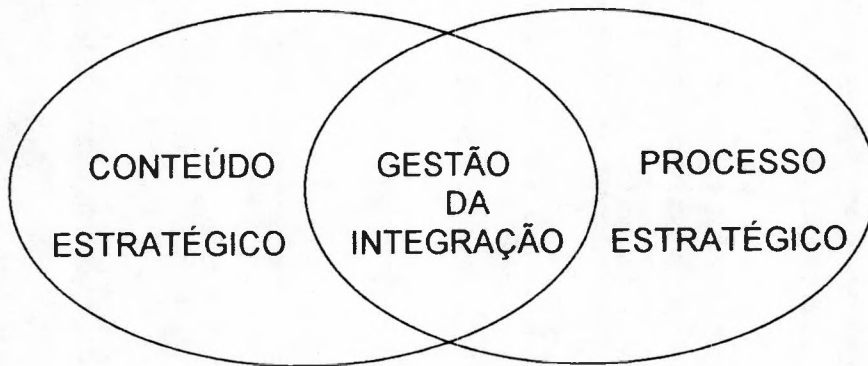 CONTEÚDO
ESTRATÉGICO
GESTÃO
DA
INTEGRAÇÃO
PROCESSO
ESTRATÉGICO